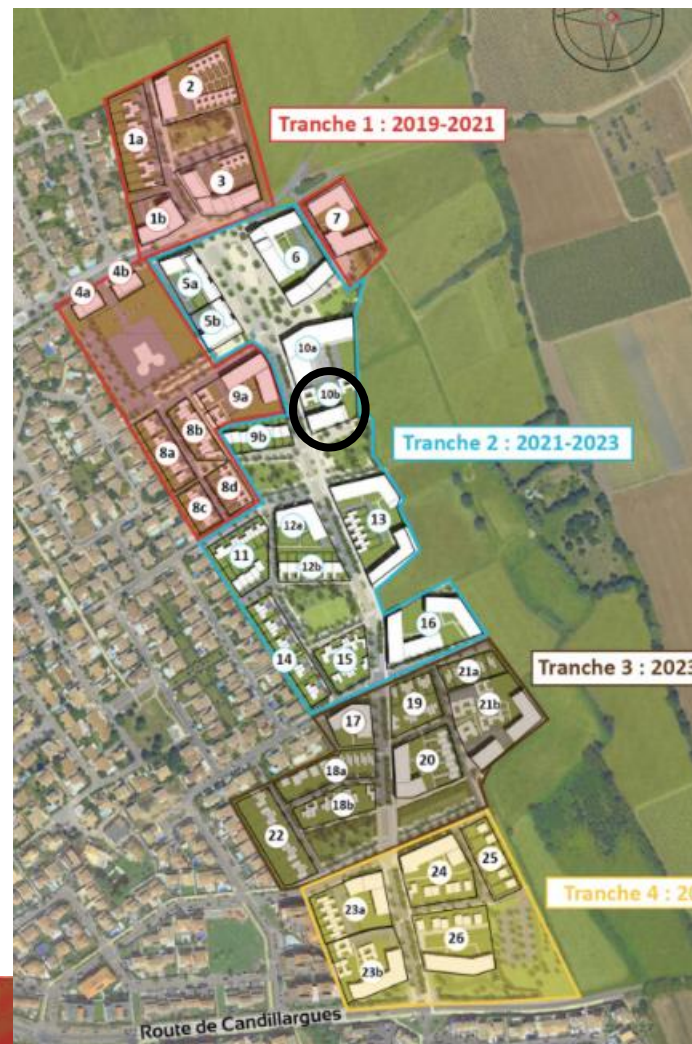 2
Tranche 1 : 2019-2021
1a
3
1b
7
6
4b
5a
4a
5b
10a
9a
10b
8b
9b
Tranche 2 : 2021-2023
8a
8d
8c
13
12a
11
12b
16
14
15
Tranche 3 : 2023
21a
19
21b
17
20
18a
18b
22
25
24
Tranche 4 : 20
23a
26
23b
Route de Candillargues